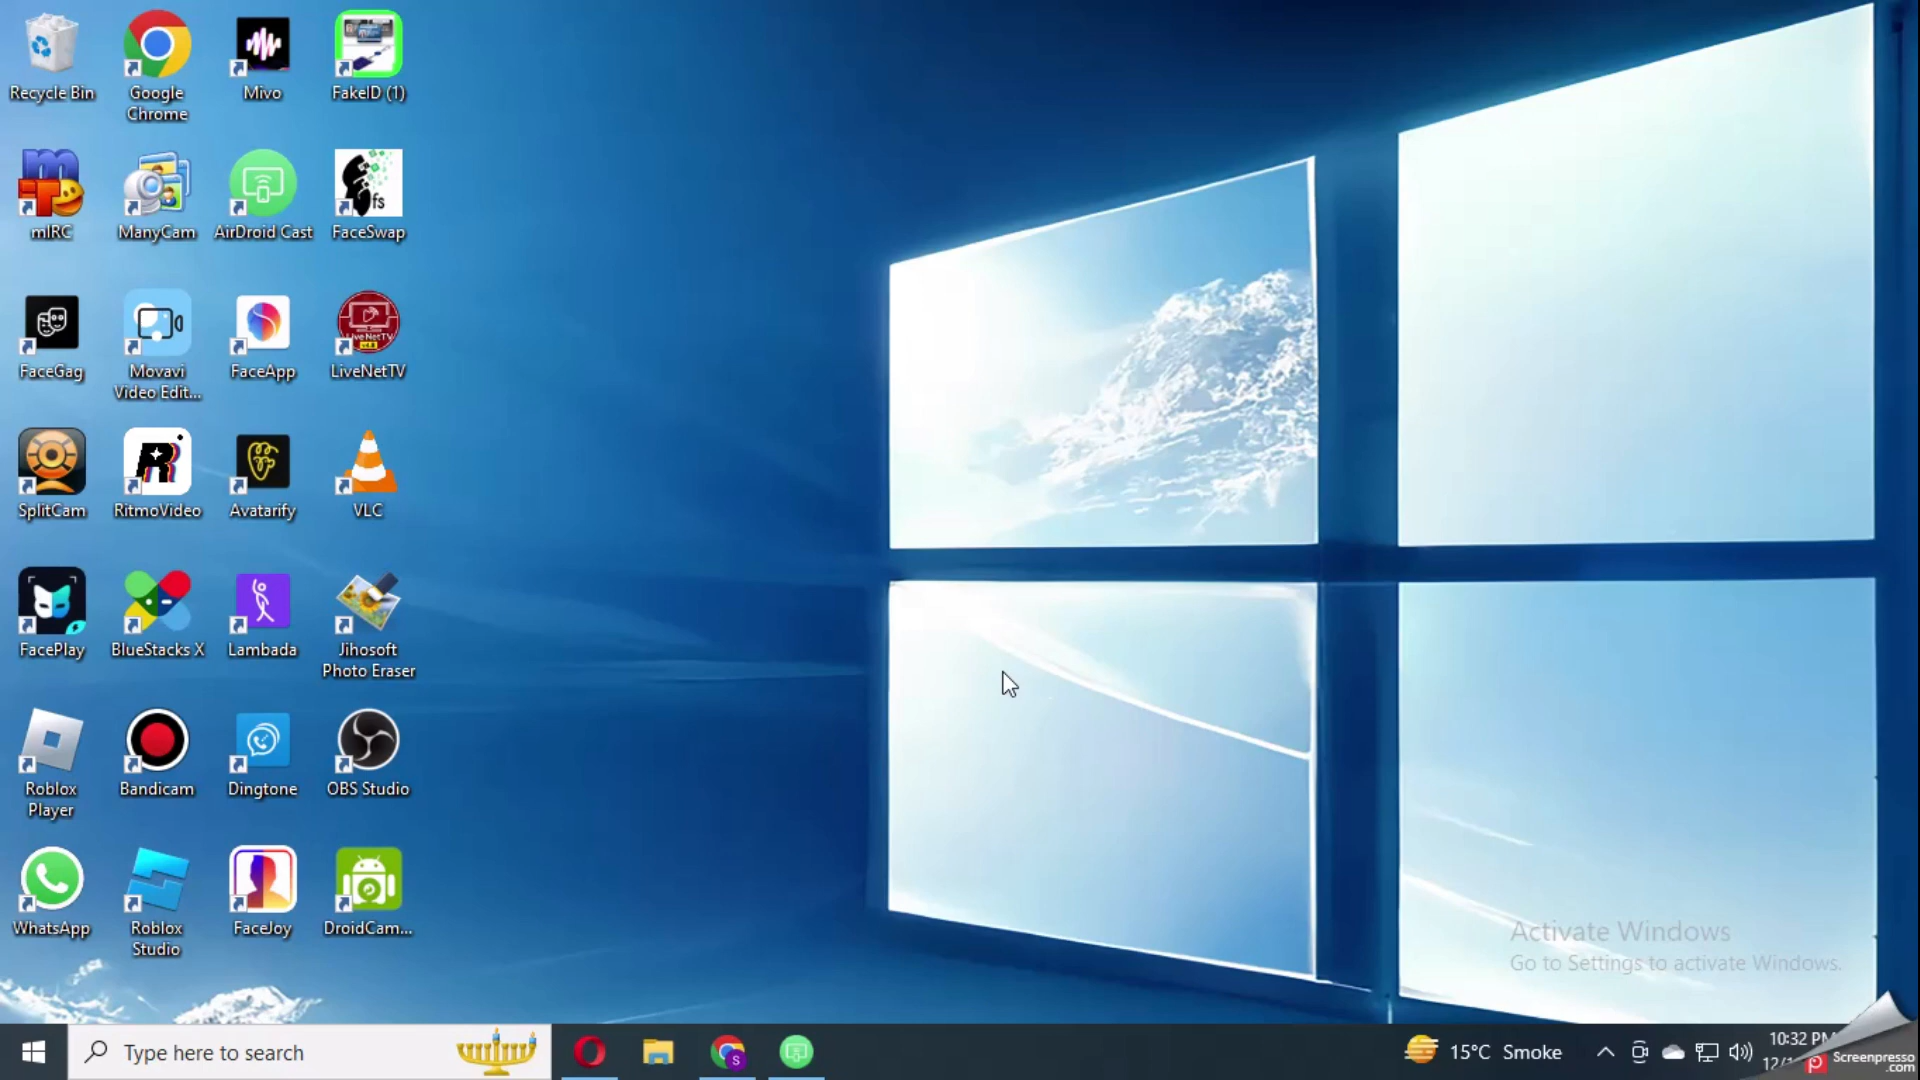 Recycle Bin
Google
Chrome
Mivo
FakeID (1)
mIRC
ManyCam
AirDroid Cast
FaceSwap
fs
FaceGag
Movavi
Video Edit...
FaceApp
LiveNetTV
LiveNetTV
SplitCam
RitmoVideo
Avatarify
VLC
FacePlay
BlueStacks X
Lambada
Jihosoft
Photo Eraser
Roblox
Player
Bandicam
Dingtone
OBS Studio
WhatsApp
Roblox
Studio
FaceJoy
DroidCam...
Activate Windows
Go to Settings to activate Windows.
Type here to search
S
15°C Smoke
10:32 PM
12/
Screenpresso
.com